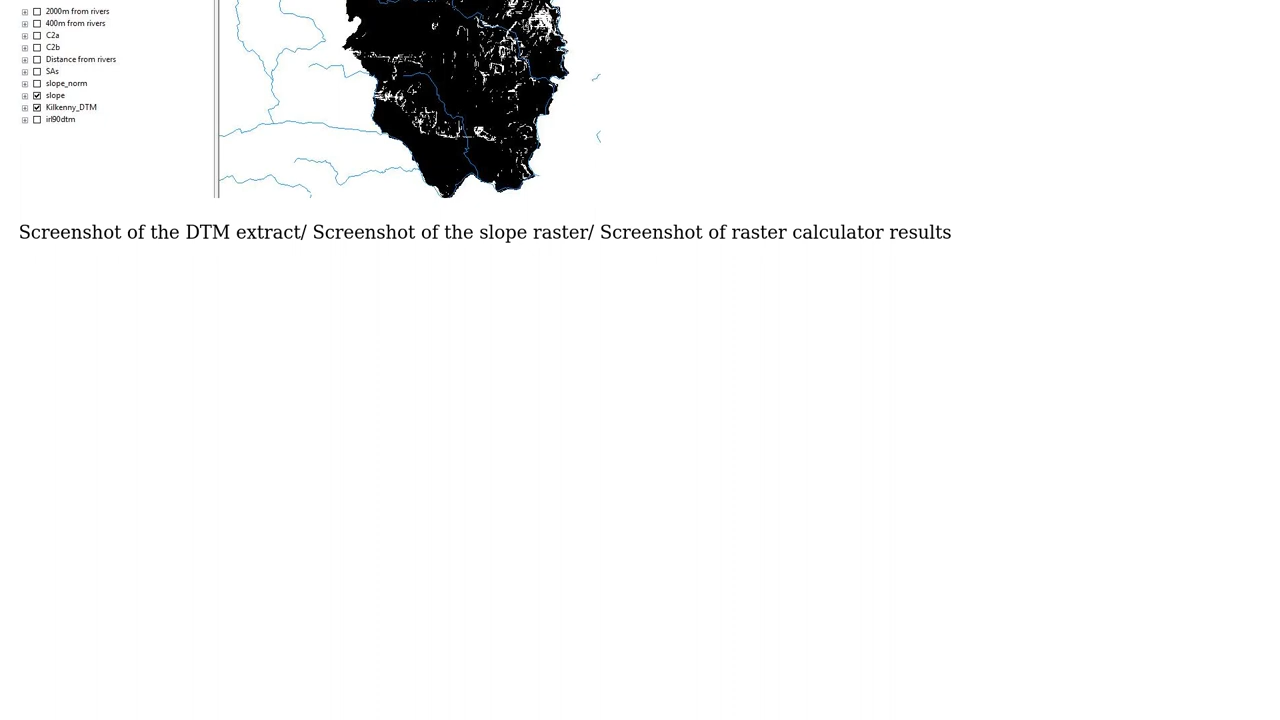 2000m from rivers
400m from rivers
C2a
C2b
Distance from rivers
SAs
slope_norm
slope
Kilkenny_DTM
irl90dtm
Screenshot of the DTM extract/ Screenshot of the slope raster/ Screenshot of raster calculator results